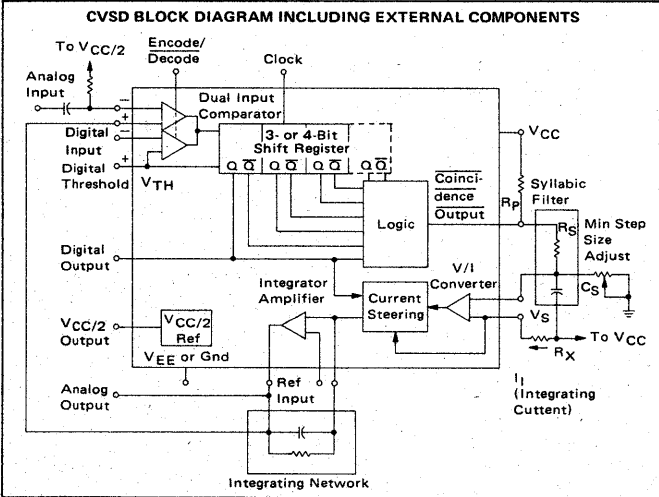 CVSD BLOCK DIAGRAM INCLUDING EXTERNAL COMPONENTS
To VCC/2
Encode/
Decode
Clock
Analog
Input
Dual Input
Comparator
Digital
Input
3- or 4-Bit
Shift Register
VCC
Digital
Threshold
VTH
Q Q Q Q Q Q Q Q
Coinci-
dence
Output
RP
Syllabic
Filter
Logic
RS
Min Step
Size
Adjust
Digital
Output
Integrator
Amplifier
V/I
Converter
Current
Steering
CS
VS
VCC/2
Output
VCC/2
Ref
RX
To VCC
VEE or Gnd
Analog
Output
Ref
Input
II
(Integrating
Cuttent)
Integrating Network
- + - +